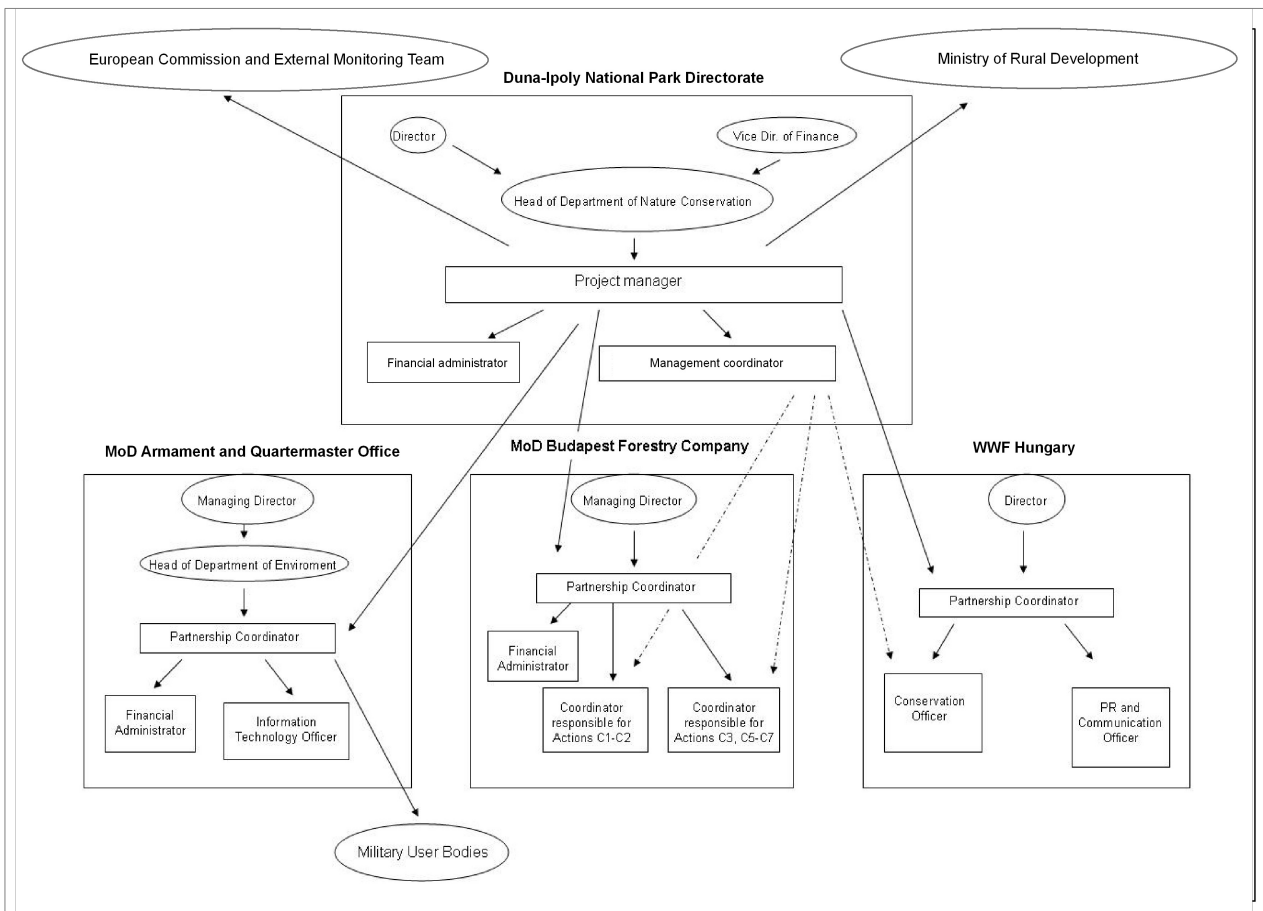 European Commission and External Monitoring Team
Ministry of Rural Development
Duna-Ipoly National Park Directorate
Director
Vice Dir. of Finance
Head of Department of Nature Conservation
Project manager
Financial administrator
Management coordinator
MoD Armament and Quartermaster Office
Managing Director
Head of Department of Enviroment
Partnership Coordinator
Financial
Administrator
Information
Technology Officer
Military User Bodies
MoD Budapest Forestry Company
Managing Director
Partnership Coordinator
Financial
Administrator
Coordinator
responsible for
Actions C1-C2
Coordinator
responsible for
Actions C3, C5-C7
WWF Hungary
Director
Partnership Coordinator
Conservation
Officer
PR and
Communication
Officer